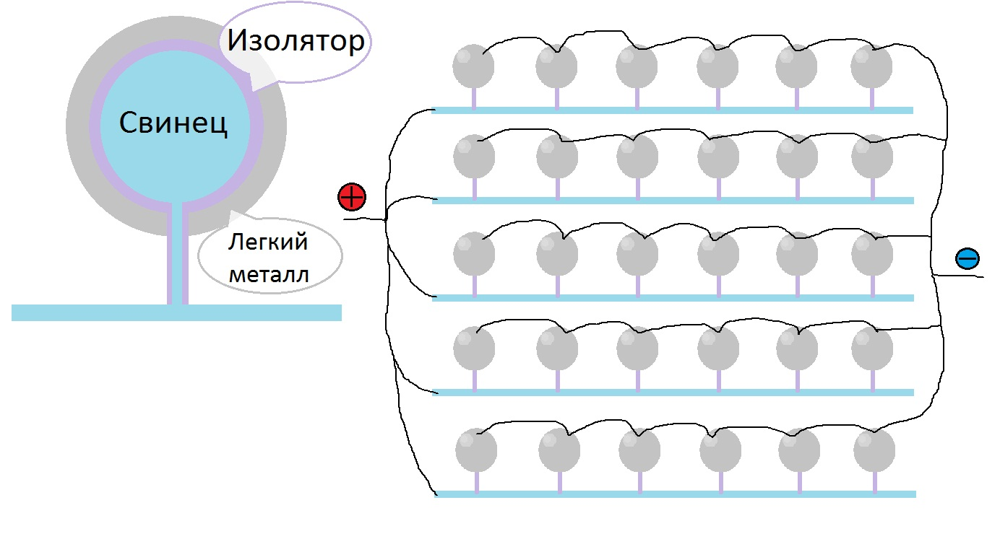 Изолятор
Свинец
Легкий
металл
+
−